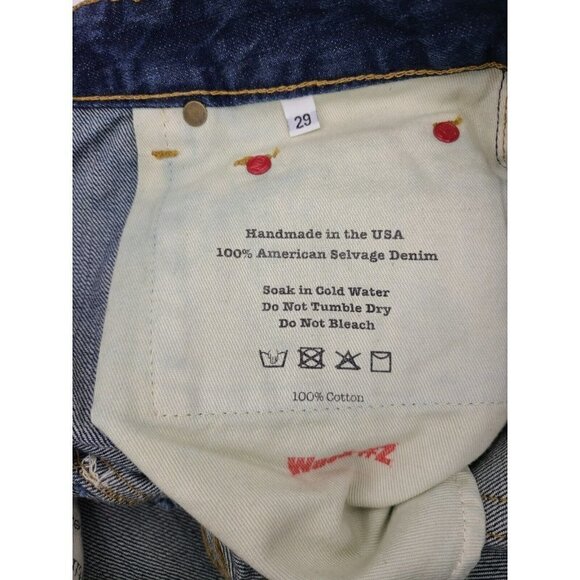 29
Handmade in the USA
100% American Selvage Denim
Soak in Cold Water
Do Not Tumble Dry
Do Not Bleach
100% Cotton